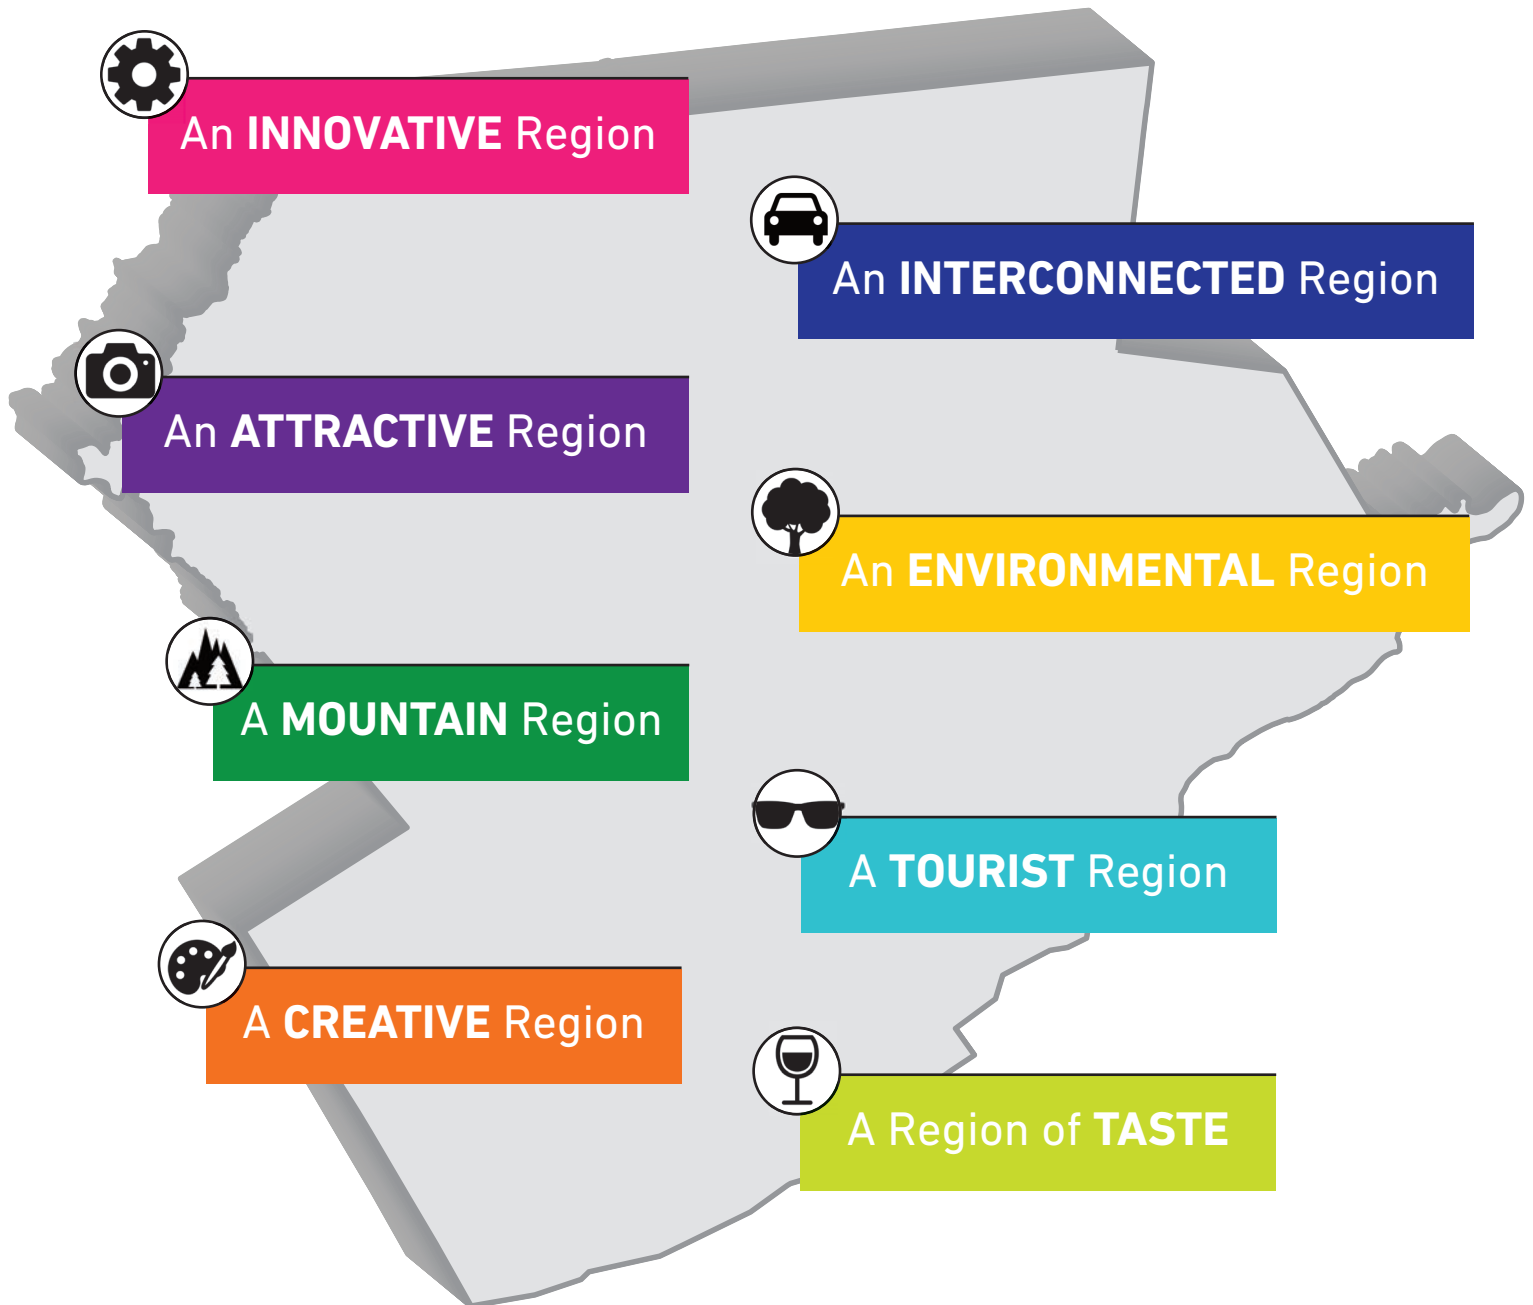 An INNOVATIVE Region
An INTERCONNECTED Region
An ATTRACTIVE Region
An ENVIRONMENTAL Region
A MOUNTAIN Region
A TOURIST Region
A CREATIVE Region
A Region of TASTE